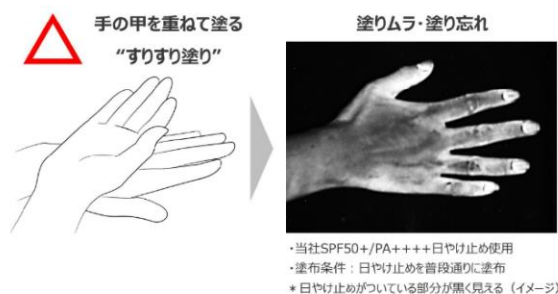 手の甲を重ねて塗る
“すりすり塗り”
塗りムラ・塗り忘れ
・当社SPF50+/PA++++日やけ止め使用
・塗布条件：日やけ止めを普段通りに塗布
＊日やけ止めがついている部分が黒く見える（イメージ）